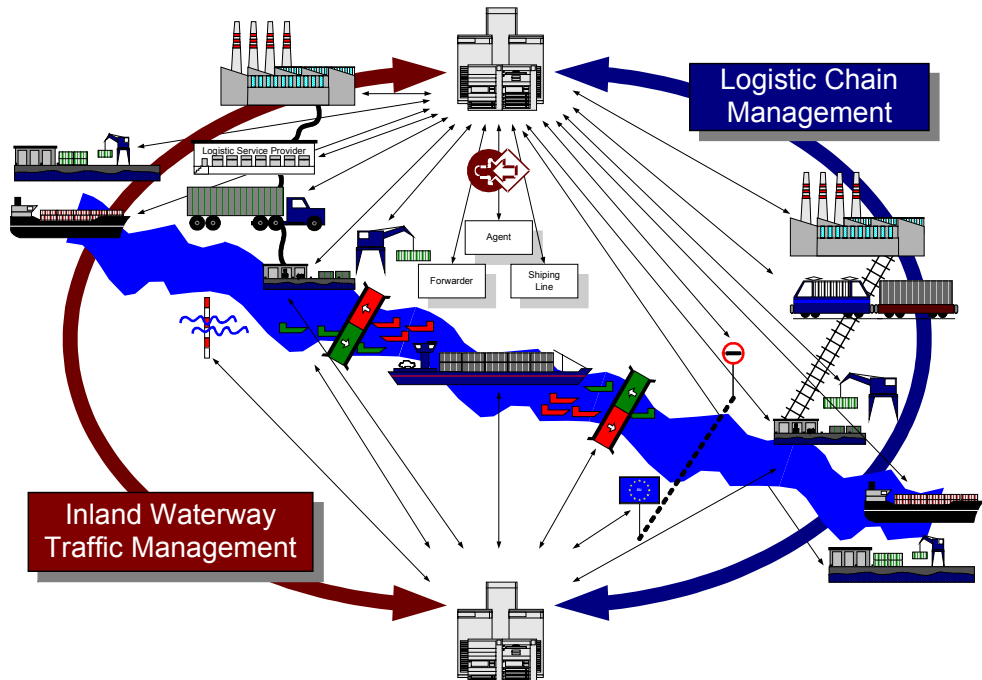 Logistic Chain
Management
Logistic Service Provider
Agent
Forwarder
Shiping
Line
Inland Waterway
Traffic Management